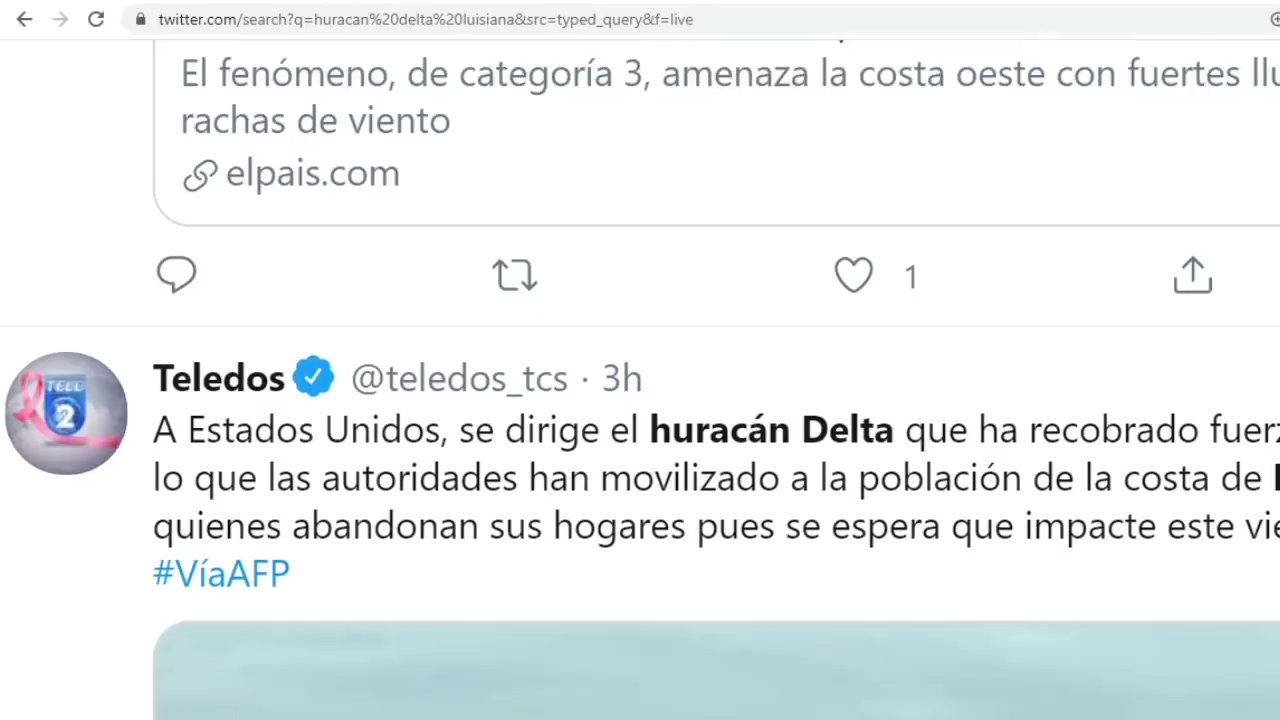 twitter.com/search?q=huracan%20delta%20luisiana&src=typed_query&f=live
El fenómeno, de categoría 3, amenaza la costa oeste con fuertes
rachas de viento
elpais.com
1
Teledos @teledos_tcs · 3h
TELE
2
A Estados Unidos, se dirige el huracán Delta que ha recobrado
lo que las autoridades han movilizado a la población de la costa de
quienes abandonan sus hogares pues se espera que impacte este
#VíaAFP